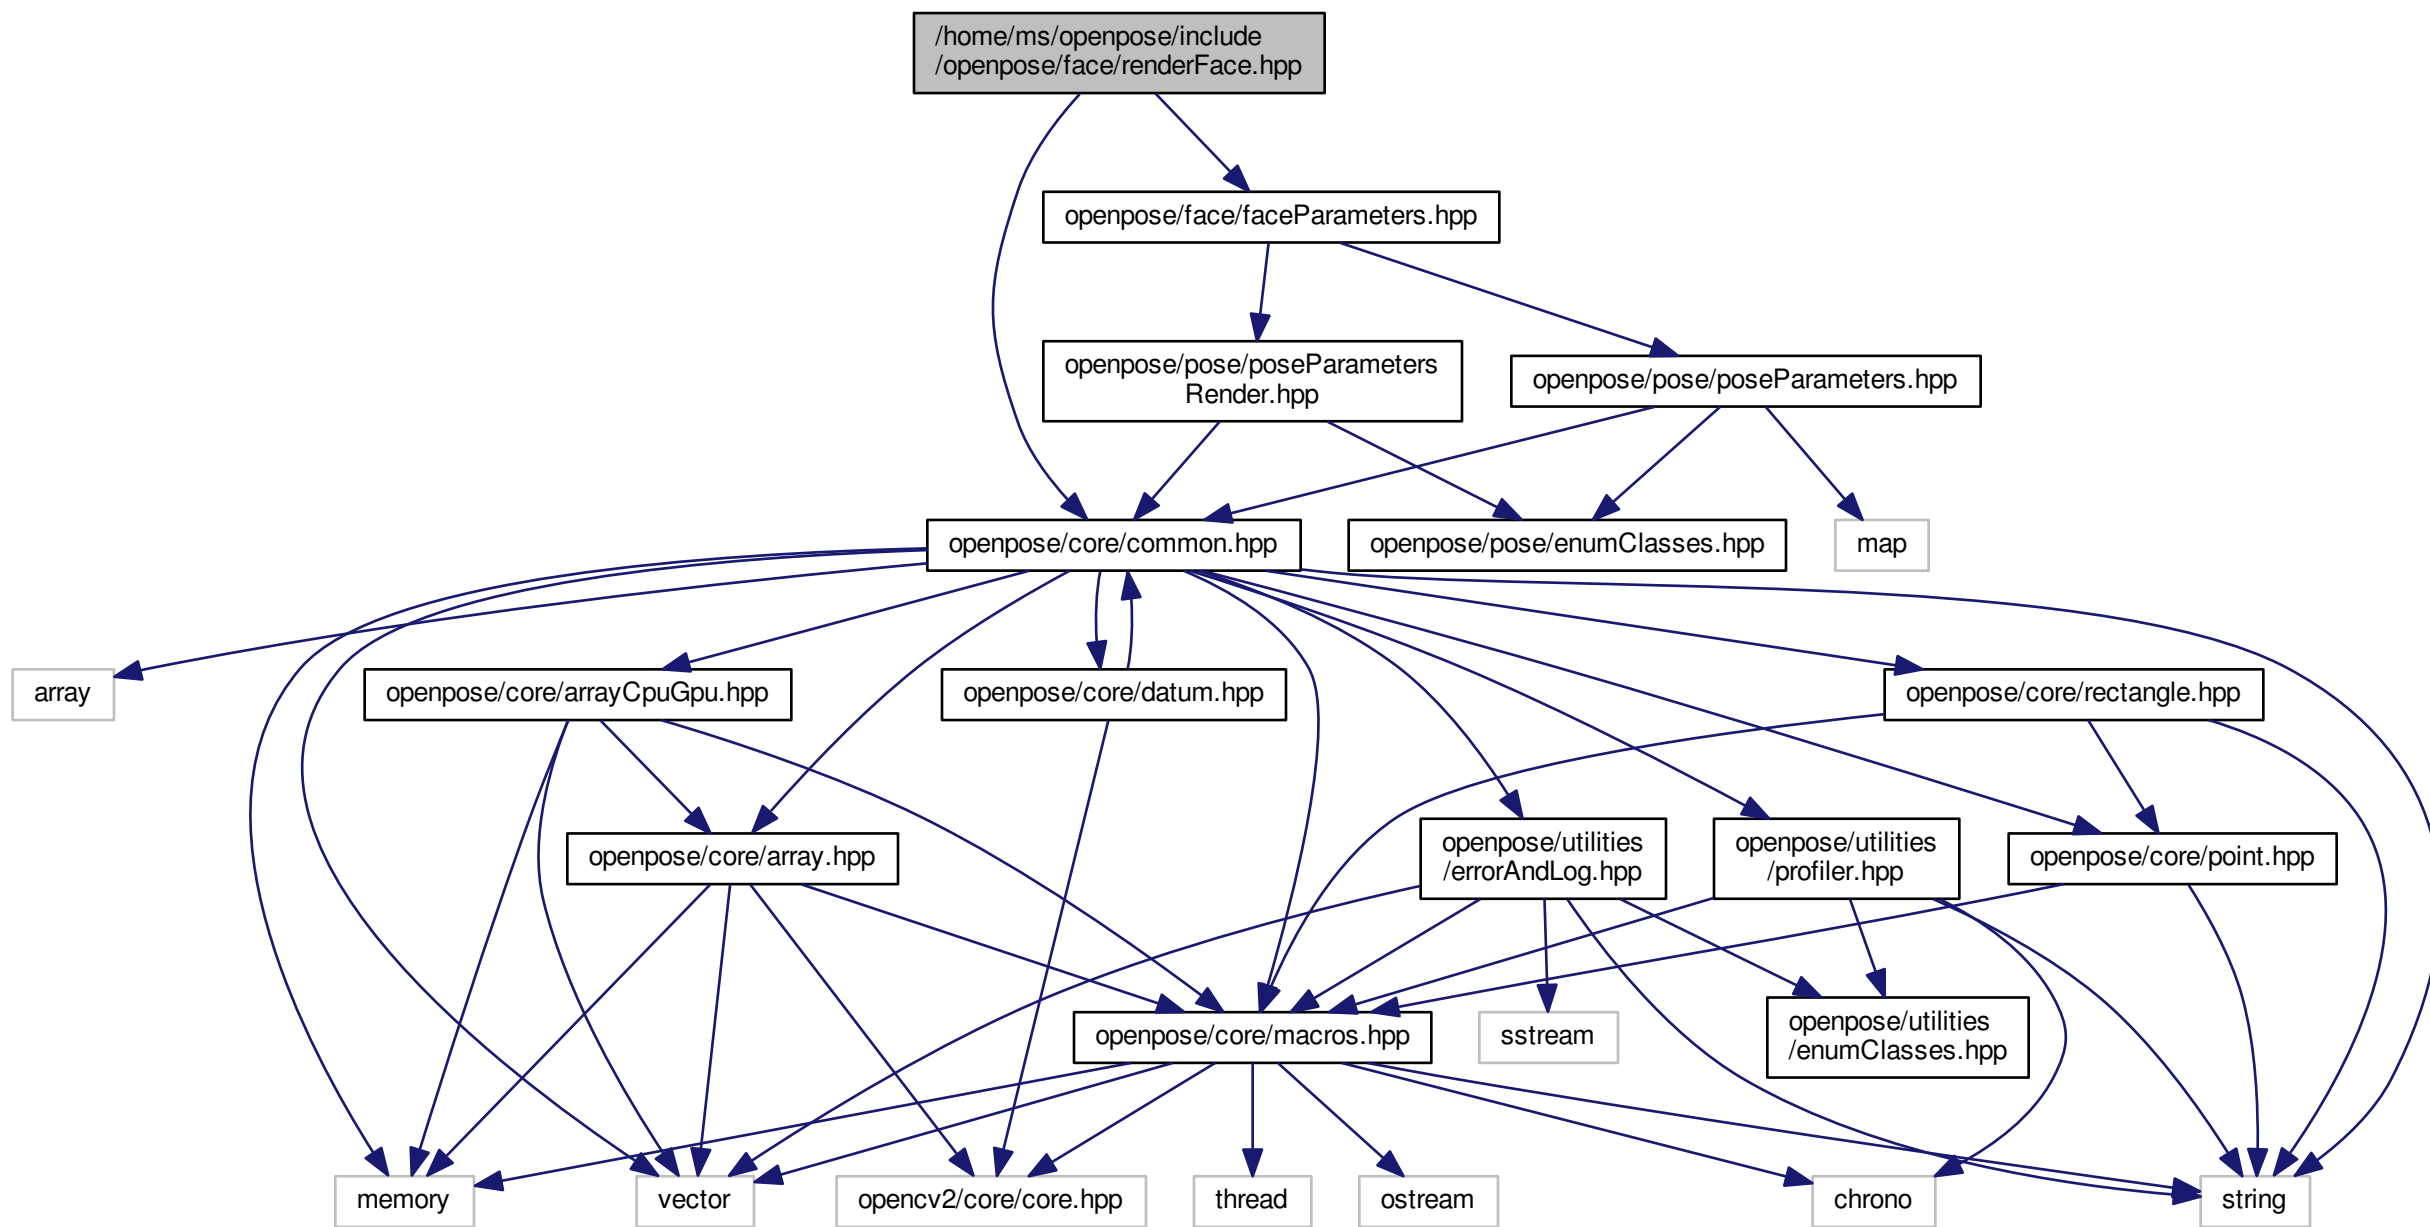 /home/ms/openpose/include
/openpose/face/renderFace.hpp
openpose/face/faceParameters.hpp
openpose/pose/poseParameters
Render.hpp
openpose/pose/poseParameters.hpp
openpose/core/common.hpp
openpose/pose/enumClasses.hpp
map
array
openpose/core/arrayCpuGpu.hpp
openpose/core/datum.hpp
openpose/core/rectangle.hpp
openpose/core/array.hpp
openpose/utilities
/errorAndLog.hpp
openpose/utilities
/profiler.hpp
openpose/core/point.hpp
openpose/core/macros.hpp
sstream
openpose/utilities
/enumClasses.hpp
memory
vector
opencv2/core/core.hpp
thread
ostream
chrono
string